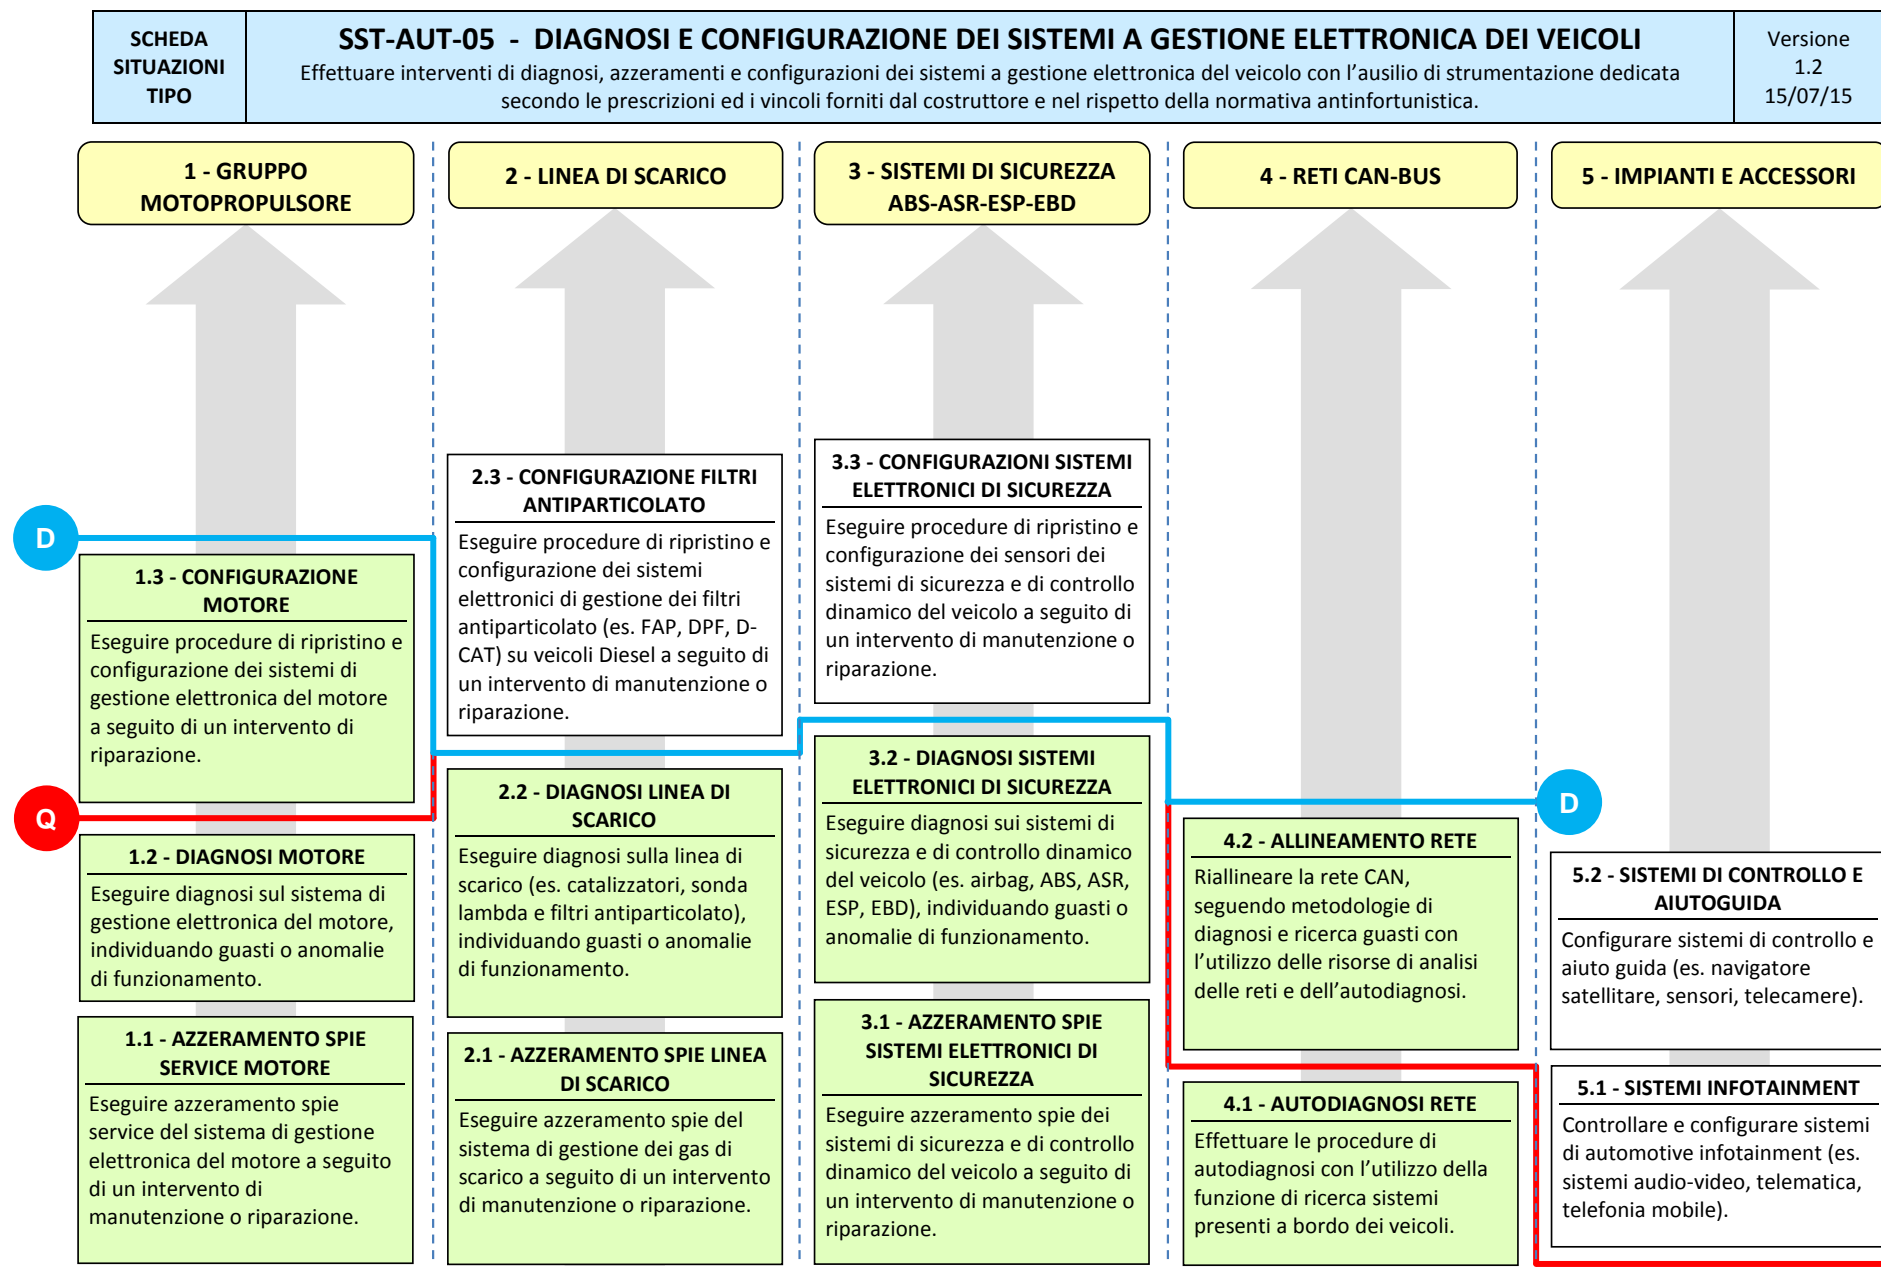 SCHEDA
SITUAZIONI
TIPO
SST-AUT-05 - DIAGNOSI E CONFIGURAZIONE DEI SISTEMI A GESTIONE ELETTRONICA DEI VEICOLI
Effettuare interventi di diagnosi, azzeramenti e configurazioni dei sistemi a gestione elettronica del veicolo con l’ausilio di strumentazione dedicata
secondo le prescrizioni ed i vincoli forniti dal costruttore e nel rispetto della normativa antinfortunistica.
Versione
1.2
15/07/15
1 - GRUPPO
MOTOPROPULSORE
2 - LINEA DI SCARICO
3 - SISTEMI DI SICUREZZA
ABS-ASR-ESP-EBD
4 - RETI CAN-BUS
5 - IMPIANTI E ACCESSORI
D
1.3 - CONFIGURAZIONE
MOTORE
Eseguire procedure di ripristino e
configurazione dei sistemi di
gestione elettronica del motore
a seguito di un intervento di
riparazione.
Q
1.2 - DIAGNOSI MOTORE
Eseguire diagnosi sul sistema di
gestione elettronica del motore,
individuando guasti o anomalie
di funzionamento.
1.1 - AZZERAMENTO SPIE
SERVICE MOTORE
Eseguire azzeramento spie
service del sistema di gestione
elettronica del motore a seguito
di un intervento di
manutenzione o riparazione.
2.3 - CONFIGURAZIONE FILTRI
ANTIPARTICOLATO
Eseguire procedure di ripristino e
configurazione dei sistemi
elettronici di gestione dei filtri
antiparticolato (es. FAP, DPF, D-
CAT) su veicoli Diesel a seguito di
un intervento di manutenzione o
riparazione.
2.2 - DIAGNOSI LINEA DI
SCARICO
Eseguire diagnosi sulla linea di
scarico (es. catalizzatori, sonda
lambda e filtri antiparticolato),
individuando guasti o anomalie
di funzionamento.
2.1 - AZZERAMENTO SPIE LINEA
DI SCARICO
Eseguire azzeramento spie del
sistema di gestione dei gas di
scarico a seguito di un intervento
di manutenzione o riparazione.
3.3 - CONFIGURAZIONI SISTEMI
ELETTRONICI DI SICUREZZA
Eseguire procedure di ripristino e
configurazione dei sensori dei
sistemi di sicurezza e di controllo
dinamico del veicolo a seguito di
un intervento di manutenzione o
riparazione.
3.2 - DIAGNOSI SISTEMI
ELETTRONICI DI SICUREZZA
Eseguire diagnosi sui sistemi di
sicurezza e di controllo dinamico
del veicolo (es. airbag, ABS, ASR,
ESP, EBD), individuando guasti o
anomalie di funzionamento.
3.1 - AZZERAMENTO SPIE
SISTEMI ELETTRONICI DI
SICUREZZA
Eseguire azzeramento spie dei
sistemi di sicurezza e di controllo
dinamico del veicolo a seguito di
un intervento di manutenzione o
riparazione.
4.2 - ALLINEAMENTO RETE
Riallineare la rete CAN,
seguendo metodologie di
diagnosi e ricerca guasti con
l’utilizzo delle risorse di analisi
delle reti e dell’autodiagnosi.
4.1 - AUTODIAGNOSI RETE
Effettuare le procedure di
autodiagnosi con l’utilizzo della
funzione di ricerca sistemi
presenti a bordo dei veicoli.
D
5.2 - SISTEMI DI CONTROLLO E
AIUTOGUIDA
Configurare sistemi di controllo e
aiuto guida (es. navigatore
satellitare, sensori, telecamere).
5.1 - SISTEMI INFOTAINMENT
Controllare e configurare sistemi
di automotive infotainment (es.
sistemi audio-video, telematica,
telefonia mobile).